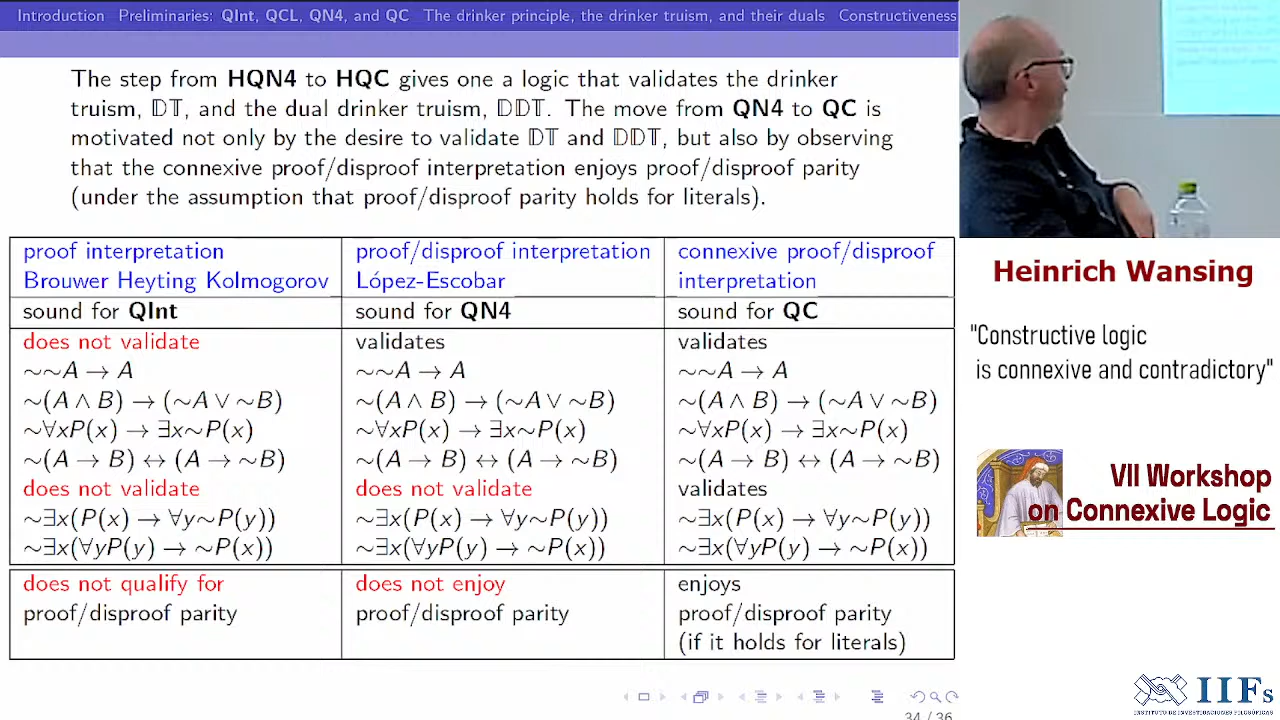 Introduction Preliminaries: QInt, QCL, QN4, and QC The drinker principle, the drinker truism, and their duals Constructiveness
The step from HQN4 to HQC gives one a logic that validates the drinker
truism, 𝔻𝕋, and the dual drinker truism, 𝔻𝔻𝕋. The move from QN4 to QC is
motivated not only by the desire to validate 𝔻𝕋 and 𝔻𝔻𝕋, but also by observing
that the connexive proof/disproof interpretation enjoys proof/disproof parity
(under the assumption that proof/disproof parity holds for literals).
proof interpretation
Brouwer Heyting Kolmogorov
sound for QInt
does not validate
∼∼A → A
∼(A ∧ B) → (∼A ∨ ∼B)
∼∀xP(x) → ∃x∼P(x)
∼(A → B) ↔ (A → ∼B)
does not validate
∼∃x(P(x) → ∀y∼P(y))
∼∃x(∀yP(y) → ∼P(x))
does not qualify for
proof/disproof parity
proof/disproof interpretation
López-Escobar
sound for QN4
validates
∼∼A → A
∼(A ∧ B) → (∼A ∨ ∼B)
∼∀xP(x) → ∃x∼P(x)
∼(A → B) ↔ (A → ∼B)
does not validate
∼∃x(P(x) → ∀y∼P(y))
∼∃x(∀yP(y) → ∼P(x))
does not enjoy
proof/disproof parity
connexive proof/disproof
interpretation
sound for QC
validates
∼∼A → A
∼(A ∧ B) → (∼A ∨ ∼B)
∼∀xP(x) → ∃x∼P(x)
∼(A → B) ↔ (A → ∼B)
validates
∼∃x(P(x) → ∀y∼P(y))
∼∃x(∀yP(y) → ∼P(x))
enjoys
proof/disproof parity
(if it holds for literals)
34 / 36
Heinrich Wansing
"Constructive logic
is connexive and contradictory"
VII Workshop
on Connexive Logic
IIFs
INSTITUTO DE INVESTIGACIONES FILOSÓFICAS